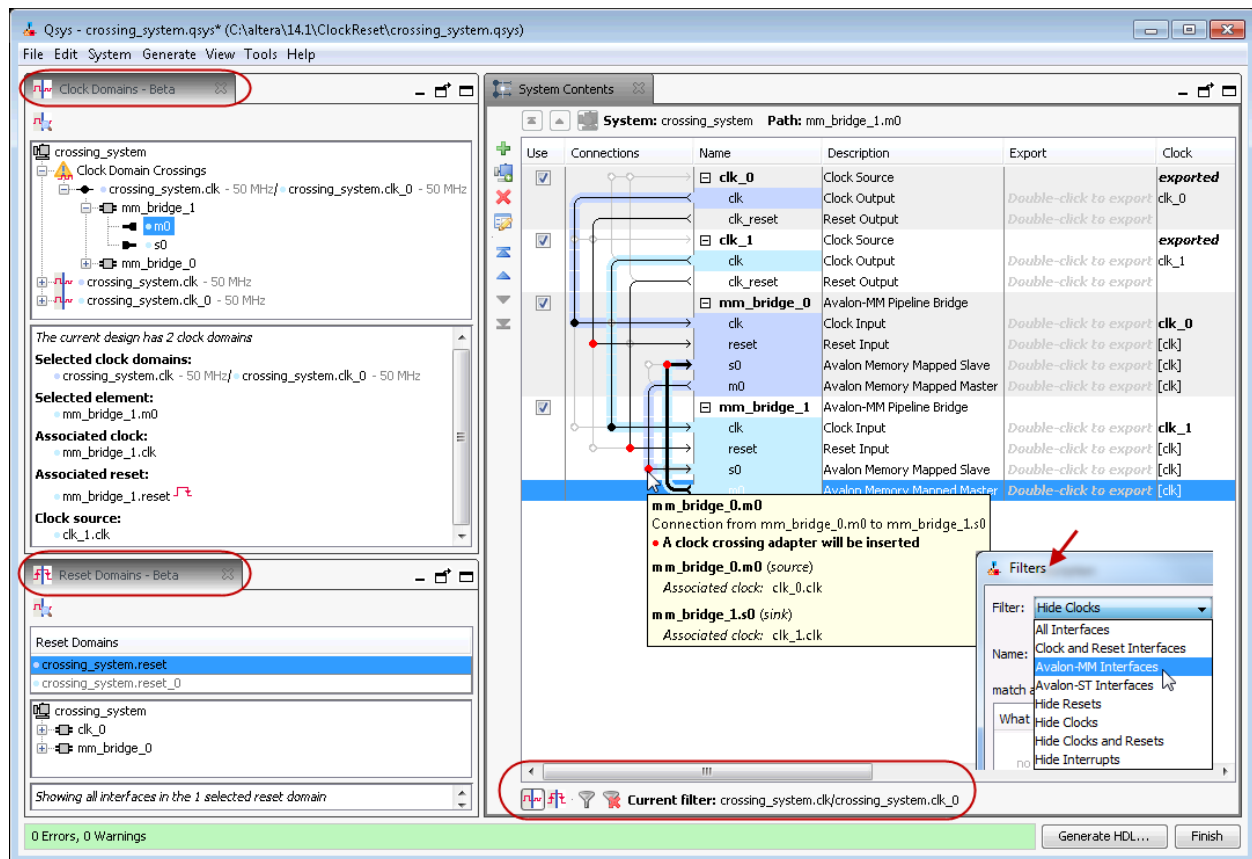 Qsys - crossing_system.qsys* (C:\altera\14.1\ClockReset\crossing_system.qsys)
File Edit System Generate View Tools Help
Clock Domains - Beta
crossing_system
Clock Domain Crossings
crossing_system.clk - 50 MHz/ crossing_system.clk_0 - 50 MHz
mm_bridge_1
m0
s0
mm_bridge_0
crossing_system.clk - 50 MHz
crossing_system.clk_0 - 50 MHz
The current design has 2 clock domains
Selected clock domains:
crossing_system.clk - 50 MHz/ crossing_system.clk_0 - 50 MHz
Selected element:
mm_bridge_1.m0
Associated clock:
mm_bridge_1.clk
Associated reset:
mm_bridge_1.reset
Clock source:
clk_1.clk
Reset Domains - Beta
Reset Domains
crossing_system.reset
crossing_system.reset_0
crossing_system
clk_0
mm_bridge_0
Showing all interfaces in the 1 selected reset domain
System Contents
System: crossing_system Path: mm_bridge_1.m0
Use Connections Name Description Export Clock
clk_0 Clock Source exported
clk Clock Output Double-click to export clk_0
clk_reset Reset Output Double-click to export
clk_1 Clock Source exported
clk Clock Output Double-click to export clk_1
clk_reset Reset Output Double-click to export
mm_bridge_0 Avalon-MM Pipeline Bridge
clk Clock Input Double-click to export clk_0
reset Reset Input Double-click to export [clk]
s0 Avalon Memory Mapped Slave Double-click to export [clk]
m0 Avalon Memory Mapped Master Double-click to export [clk]
mm_bridge_1 Avalon-MM Pipeline Bridge
clk Clock Input Double-click to export clk_1
reset Reset Input Double-click to export [clk]
s0 Avalon Memory Mapped Slave Double-click to export [clk]
m0 Avalon Memory Mapped Master Double-click to export [clk]
mm_bridge_0.m0
Connection from mm_bridge_0.m0 to mm_bridge_1.s0
A clock crossing adapter will be inserted
mm_bridge_0.m0 (source)
Associated clock: clk_0.clk
mm_bridge_1.s0 (sink)
Associated clock: clk_1.clk
Filters
Filter: Hide Clocks
All Interfaces
Clock and Reset Interfaces
Name:
Avalon-MM Interfaces
match a
Avalon-ST Interfaces
Hide Resets
What
Hide Clocks
Hide Clocks and Resets
no
Hide Interrupts
Current filter: crossing_system.clk/crossing_system.clk_0
0 Errors, 0 Warnings
Generate HDL... Finish